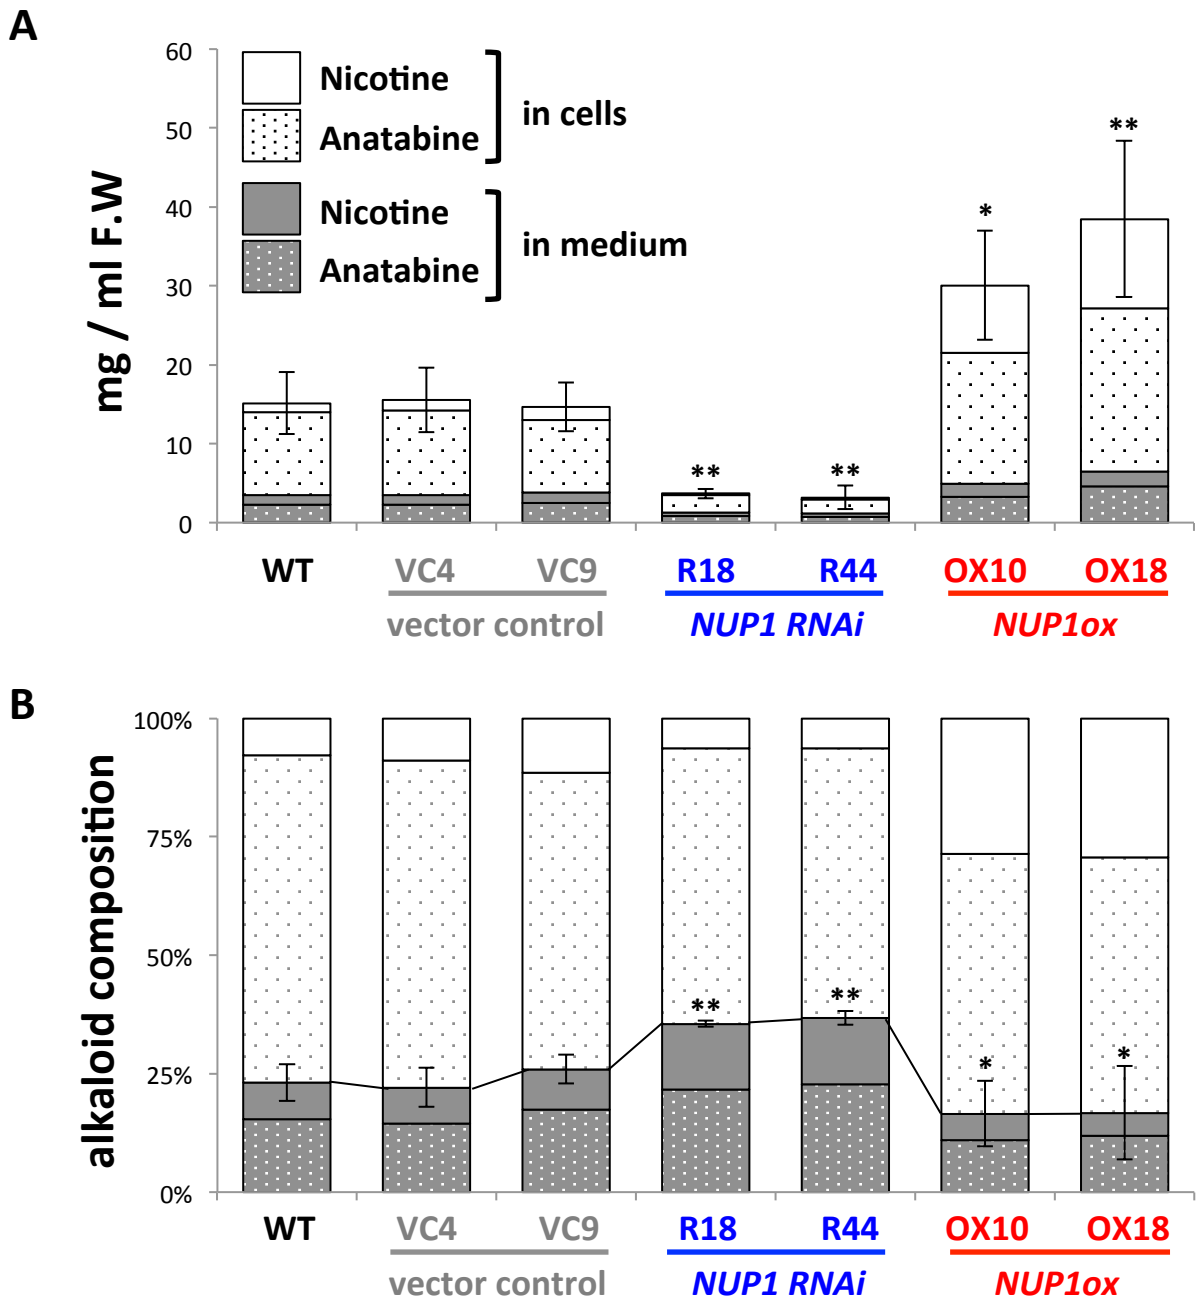 A
60
50
40
30
20
10
0
mg / ml F.W
Nicotine
Anatabine
in cells
Nicotine
Anatabine
in medium
** ** * **
WT VC4 VC9 R18 R44 OX10 OX18
vector control NUP1 RNAi NUP1ox
B
100%
75%
50%
25%
0%
alkaloid composition
** ** * *
WT VC4 VC9 R18 R44 OX10 OX18
vector control NUP1 RNAi NUP1ox